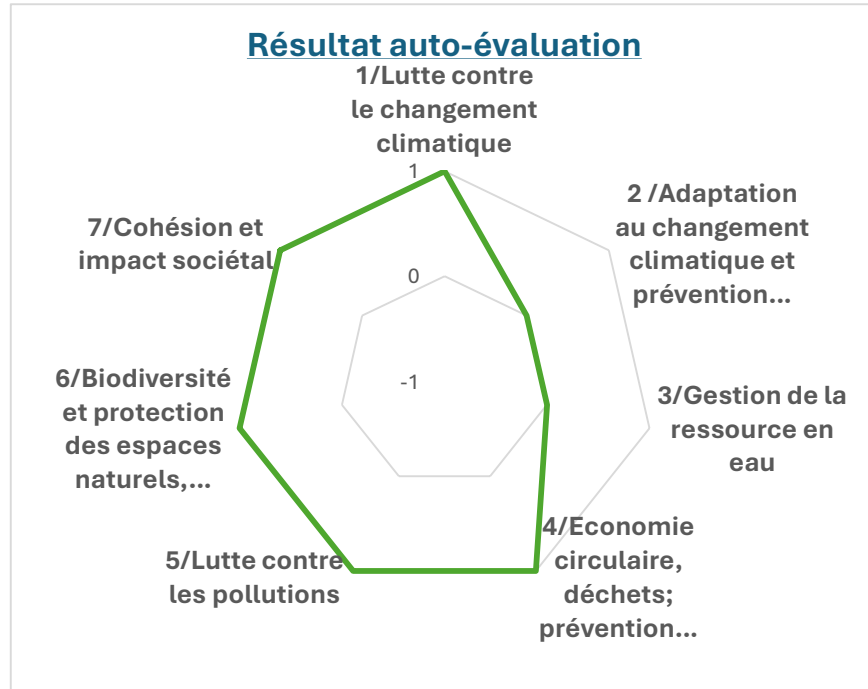 Résultat auto-évaluation
1/Lutte contre
le changement
climatique
1
0
-1
2 /Adaptation
au changement
climatique et
prévention...
3/Gestion de la
ressource en
eau
4/Economie
circulaire,
déchets;
prévention...
5/Lutte contre
les pollutions
6/Biodiversité
et protection
des espaces
naturels,...
7/Cohésion et
impact sociétal